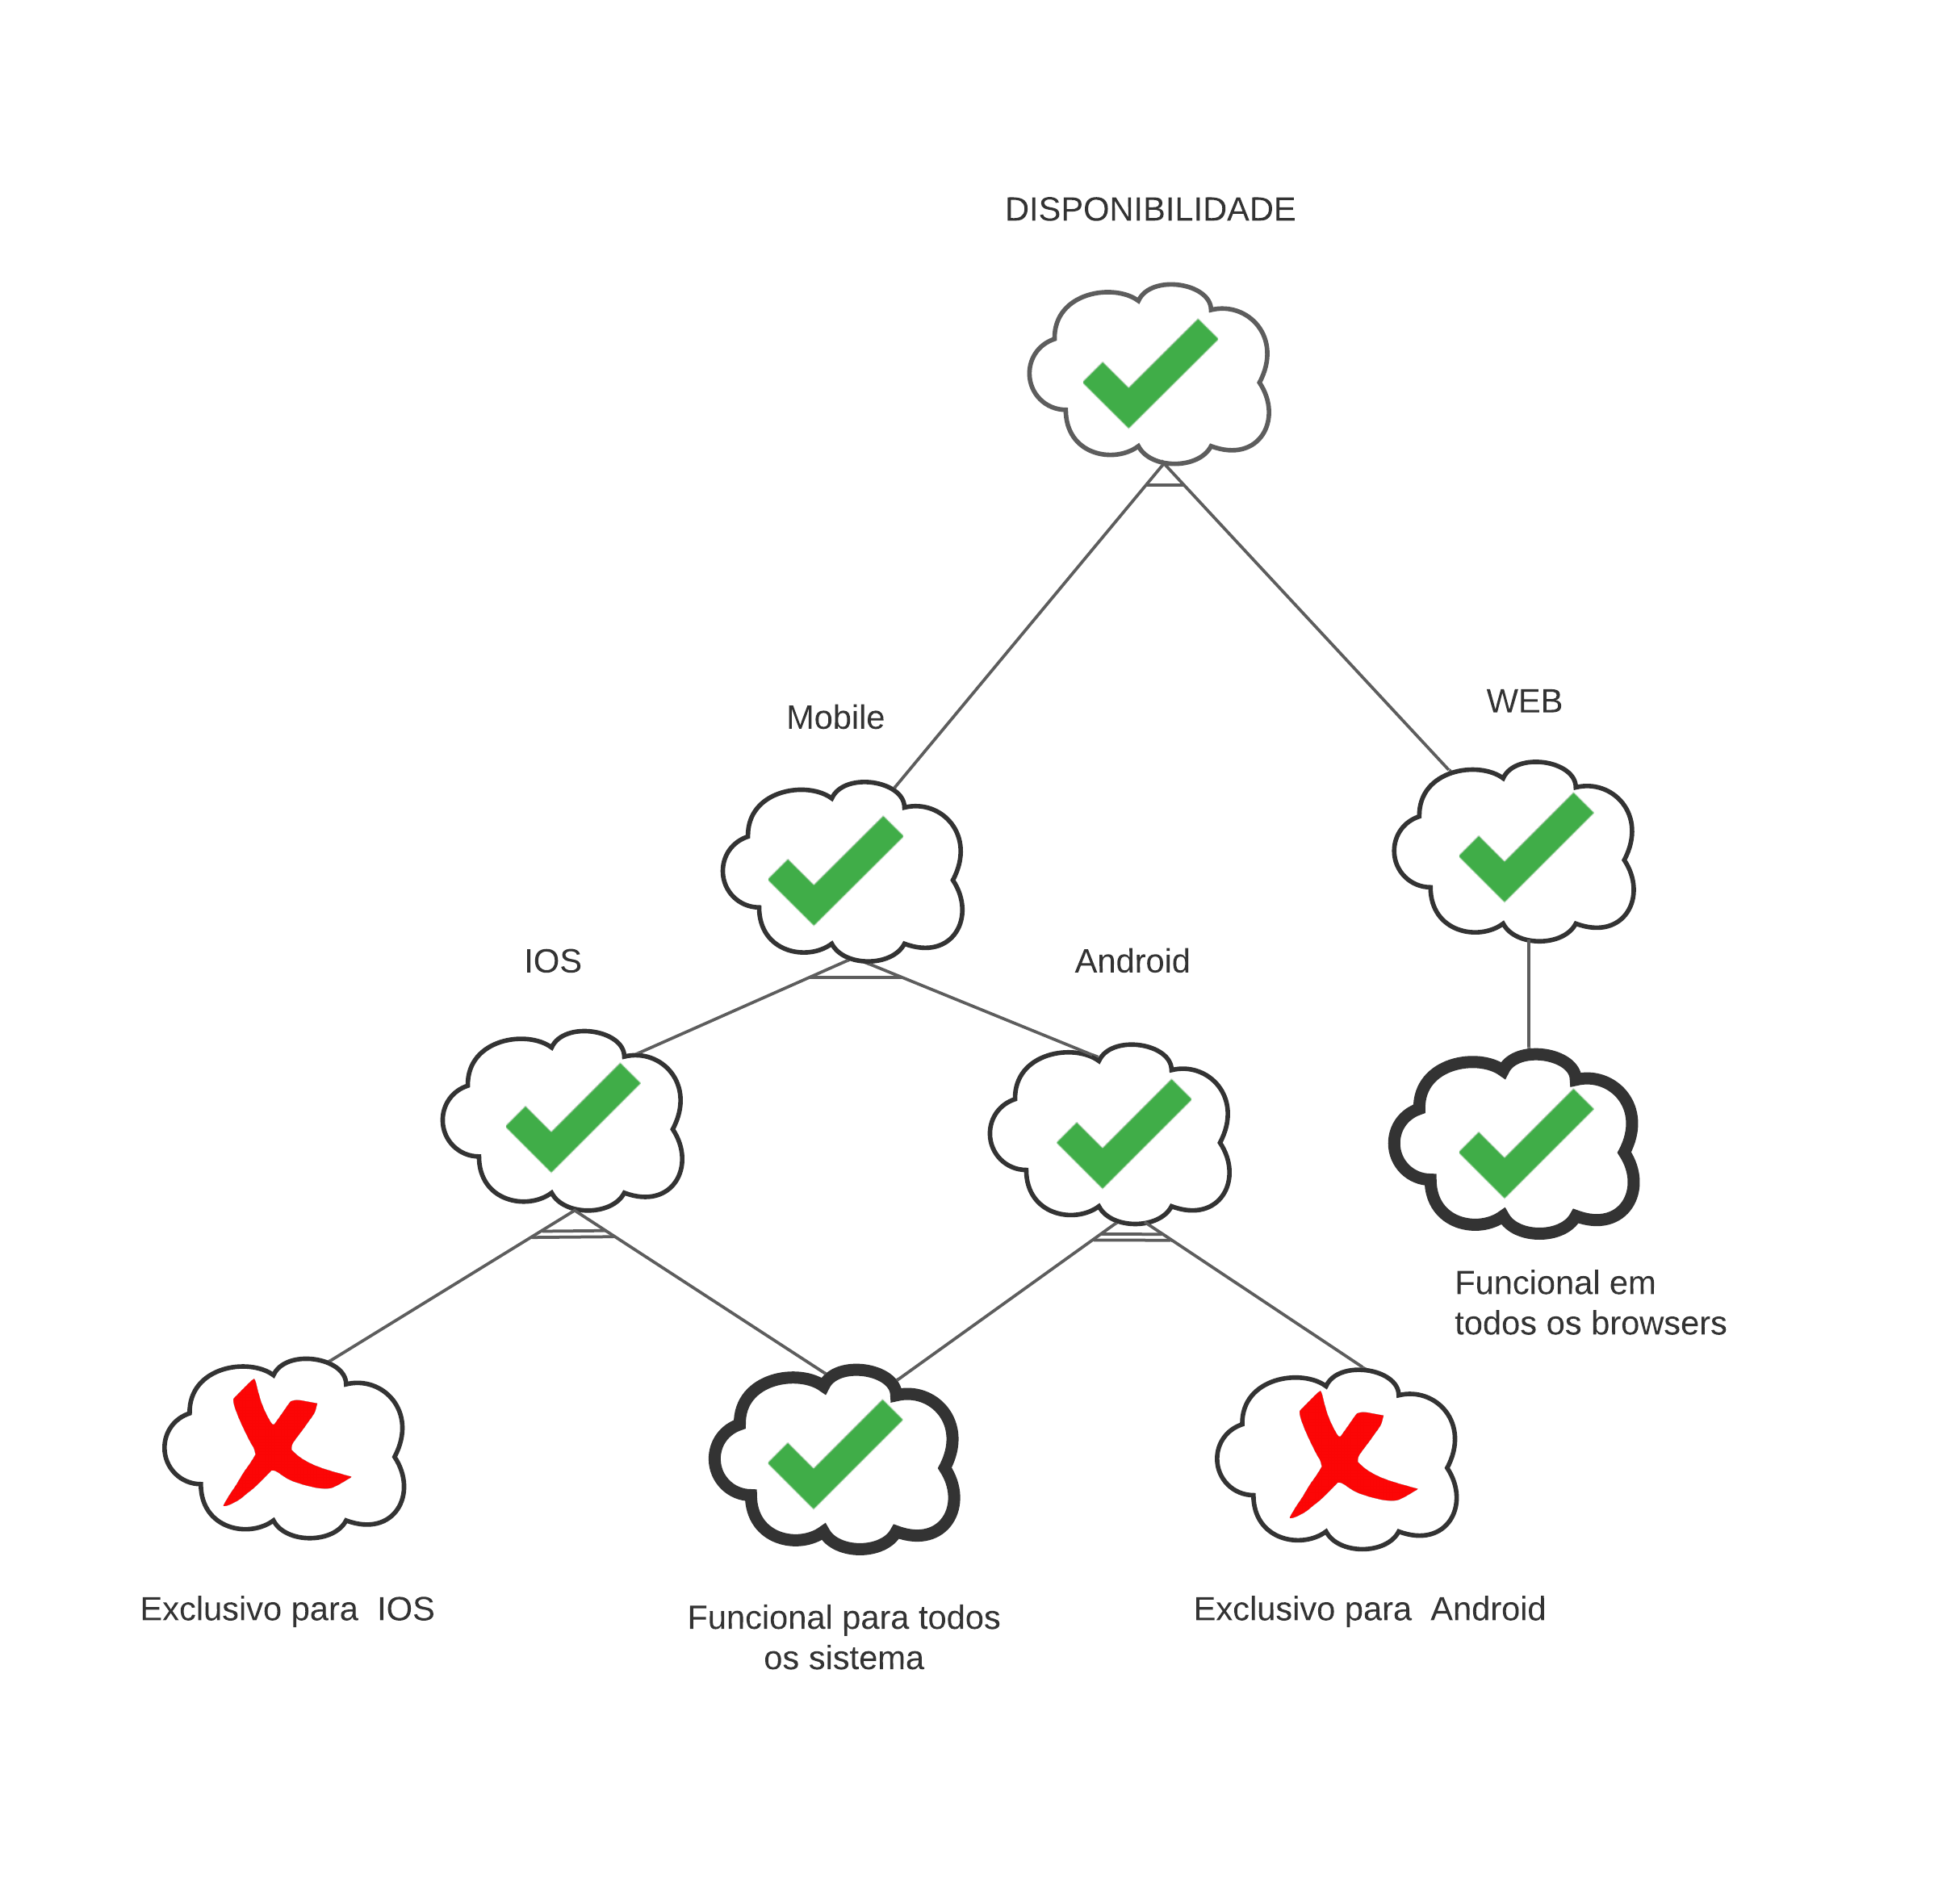 DISPONIBILIDADE
Mobile
WEB
IOS
Android
Funcional em
todos os browsers
Exclusivo para  IOS
Funcional para todos
os sistema
Exclusivo para  Android